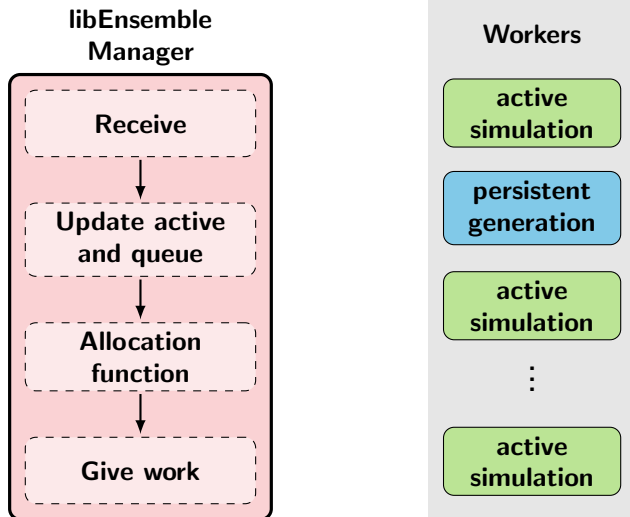 libEnsemble
Manager
Receive
Update active
and queue
Allocation
function
Give work
Workers
active
simulation
persistent
generation
active
simulation
⋮
active
simulation